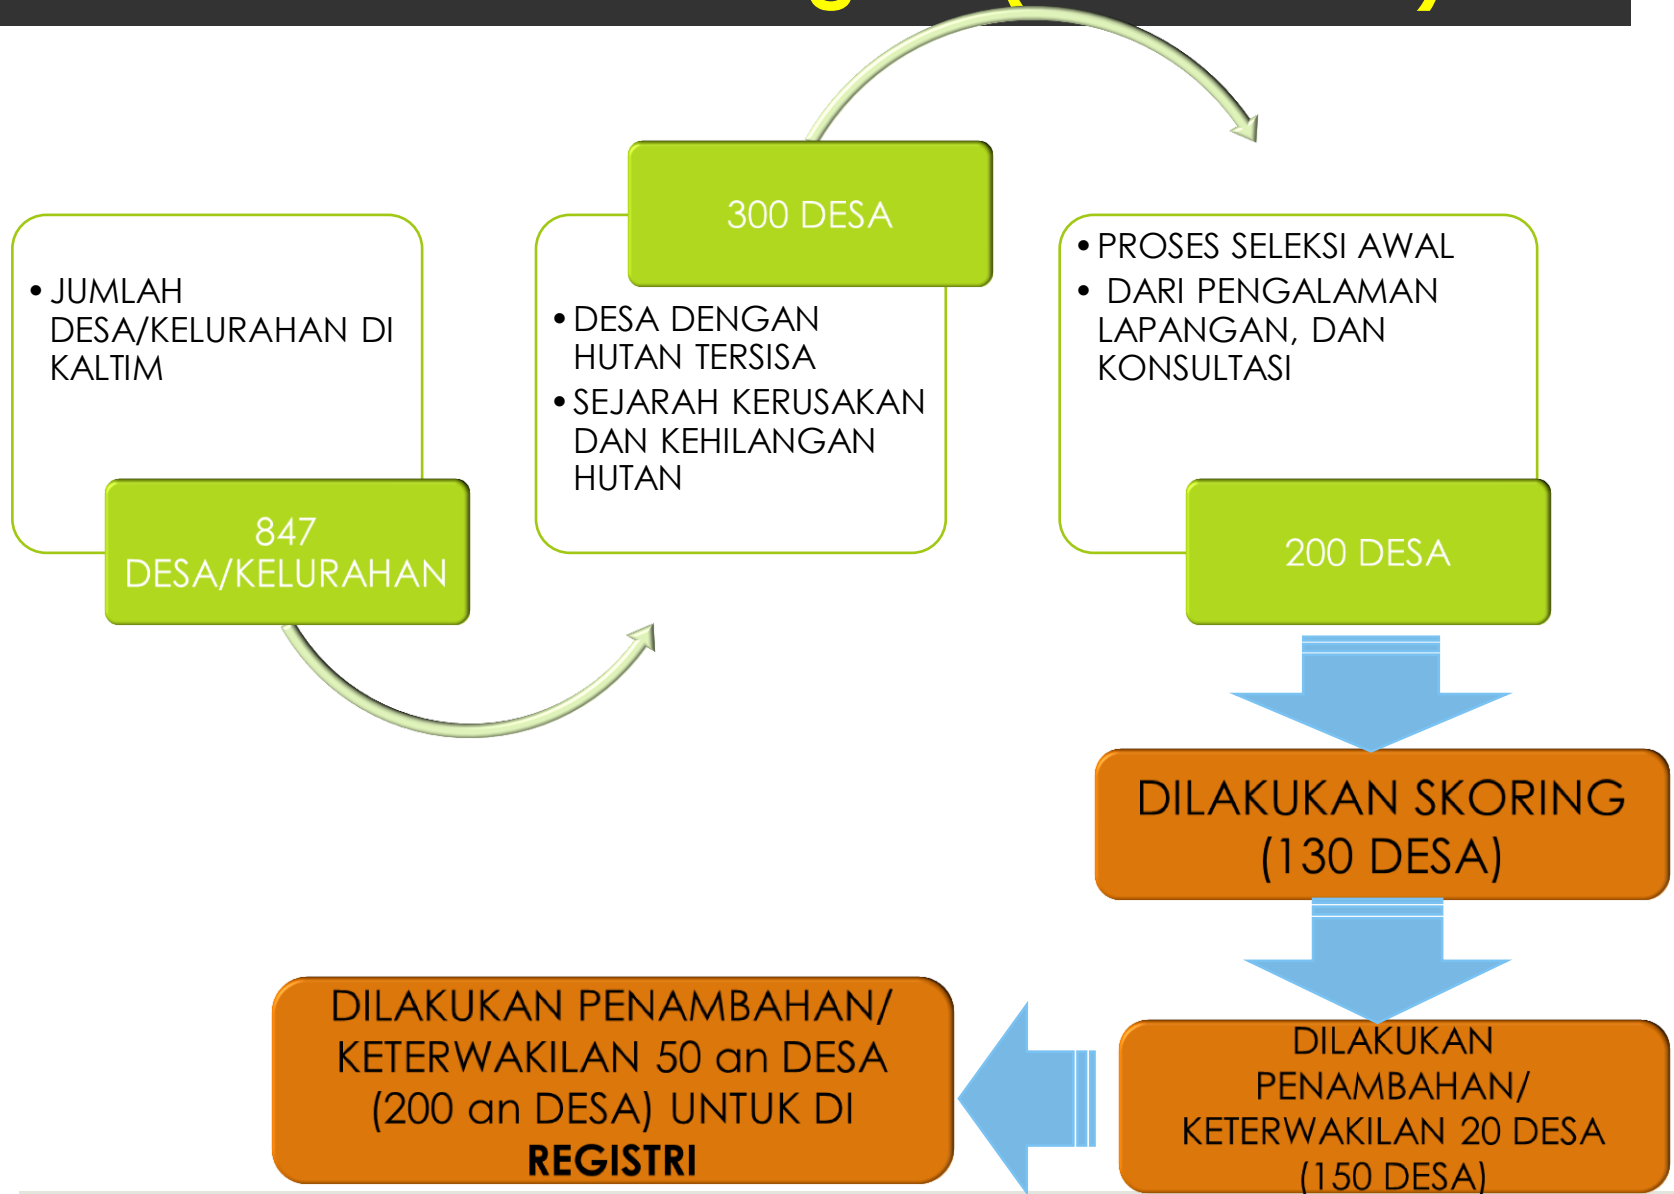 • JUMLAH
DESA/KELURAHAN DI
KALTIM
847
DESA/KELURAHAN
300 DESA
• DESA DENGAN
HUTAN TERSISA
• SEJARAH KERUSAKAN
DAN KEHILANGAN
HUTAN
• PROSES SELEKSI AWAL
• DARI PENGALAMAN
LAPANGAN, DAN
KONSULTASI
200 DESA
DILAKUKAN SKORING
(130 DESA)
DILAKUKAN
PENAMBAHAN/
KETERWAKILAN 20 DESA
(150 DESA)
DILAKUKAN PENAMBAHAN/
KETERWAKILAN 50 an DESA
(200 an DESA) UNTUK DI
REGISTRI